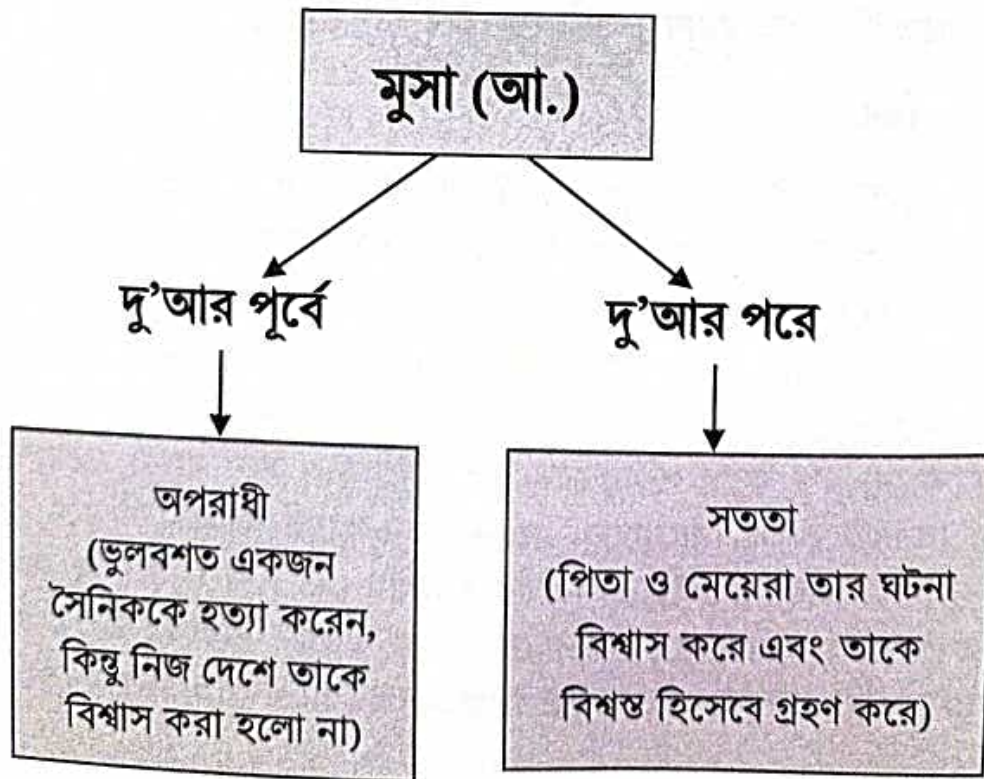 মুসা (আ.)
দু’আর পূর্বে
দু’আর পরে
অপরাধী
(ভুলবশত একজন
সৈনিককে হত্যা করেন,
কিন্তু নিজ দেশে তাকে
বিশ্বাস করা হলো না)
সততা
(পিতা ও মেয়েরা তার ঘটনা
বিশ্বাস করে এবং তাকে
বিশ্বস্ত হিসেবে গ্রহণ করে)